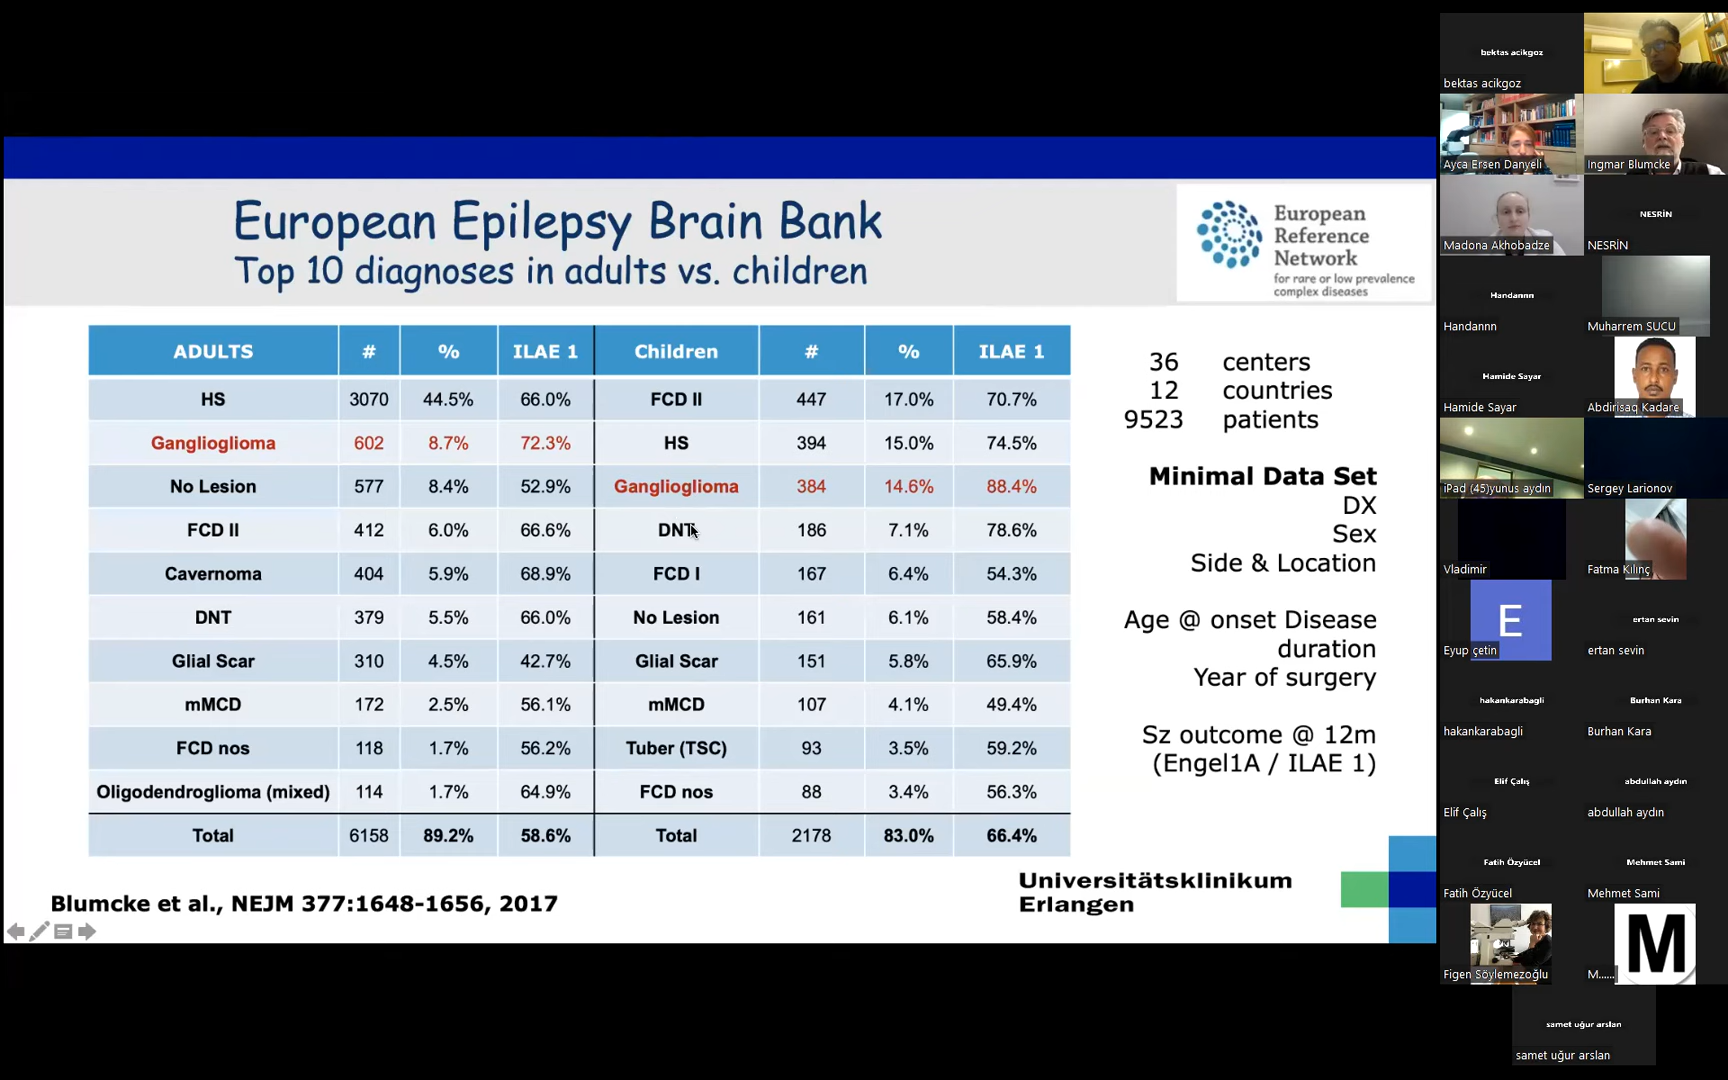 European Epilepsy Brain Bank
Top 10 diagnoses in adults vs. children
European
Reference
Network
for rare or low prevalence
complex diseases
ADULTS # % ILAE 1 Children # % ILAE 1
HS 3070 44.5% 66.0% FCD II 447 17.0% 70.7%
Ganglioglioma 602 8.7% 72.3% HS 394 15.0% 74.5%
No Lesion 577 8.4% 52.9% Ganglioglioma 384 14.6% 88.4%
FCD II 412 6.0% 66.6% DNT 186 7.1% 78.6%
Cavernoma 404 5.9% 68.9% FCD I 167 6.4% 54.3%
DNT 379 5.5% 66.0% No Lesion 161 6.1% 58.4%
Glial Scar 310 4.5% 42.7% Glial Scar 151 5.8% 65.9%
mMCD 172 2.5% 56.1% mMCD 107 4.1% 49.4%
FCD nos 118 1.7% 56.2% Tuber (TSC) 93 3.5% 59.2%
Oligodendroglioma (mixed) 114 1.7% 64.9% FCD nos 88 3.4% 56.3%
Total 6158 89.2% 58.6% Total 2178 83.0% 66.4%
36 centers
12 countries
9523 patients
Minimal Data Set
DX
Sex
Side & Location
Age @ onset Disease
duration
Year of surgery
Sz outcome @ 12m
(Engel1A / ILAE 1)
Blumcke et al., NEJM 377:1648-1656, 2017
Universitätsklinikum
Erlangen
bektas acikgoz
bektas acikgoz
Ayca Ersen Danyeli
Ingmar Blumcke
Madona Akhobadze
NESRİN
NESRİN
Handannn
Handannn
Muharrem SUCU
Hamide Sayar
Hamide Sayar
Abdirisaq Kadare
iPad (45)yunus aydın
Sergey Larionov
Vladimir
Fatma Kılınç
E
Eyup çetin
ertan sevin
ertan sevin
hakankarabagli
hakankarabagli
Burhan Kara
Burhan Kara
Elif Çalış
Elif Çalış
abdullah aydın
abdullah aydın
Fatih Özyücel
Fatih Özyücel
Mehmet Sami
Mehmet Sami
Figen Söylemezoğlu
M
M......
samet uğur arslan
samet uğur arslan